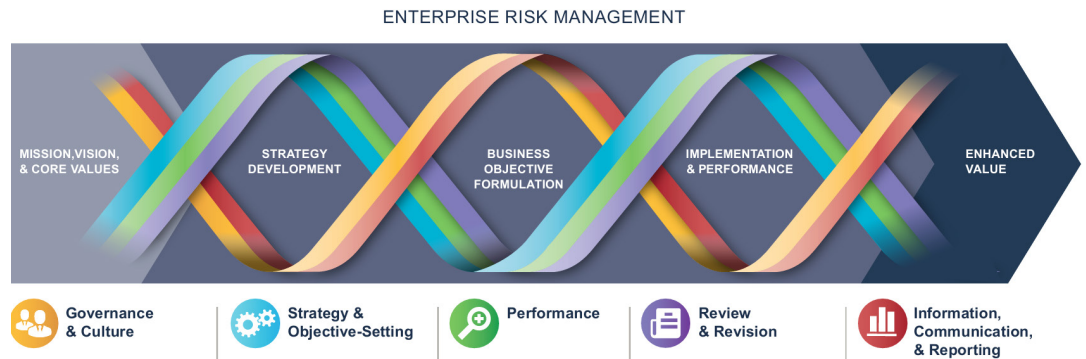 ENTERPRISE RISK MANAGEMENT
MISSION,VISION,
& CORE VALUES
STRATEGY
DEVELOPMENT
BUSINESS
OBJECTIVE
FORMULATION
IMPLEMENTATION
& PERFORMANCE
ENHANCED
VALUE
Governance
& Culture
Strategy &
Objective-Setting
Performance
Review
& Revision
Information,
Communication,
& Reporting